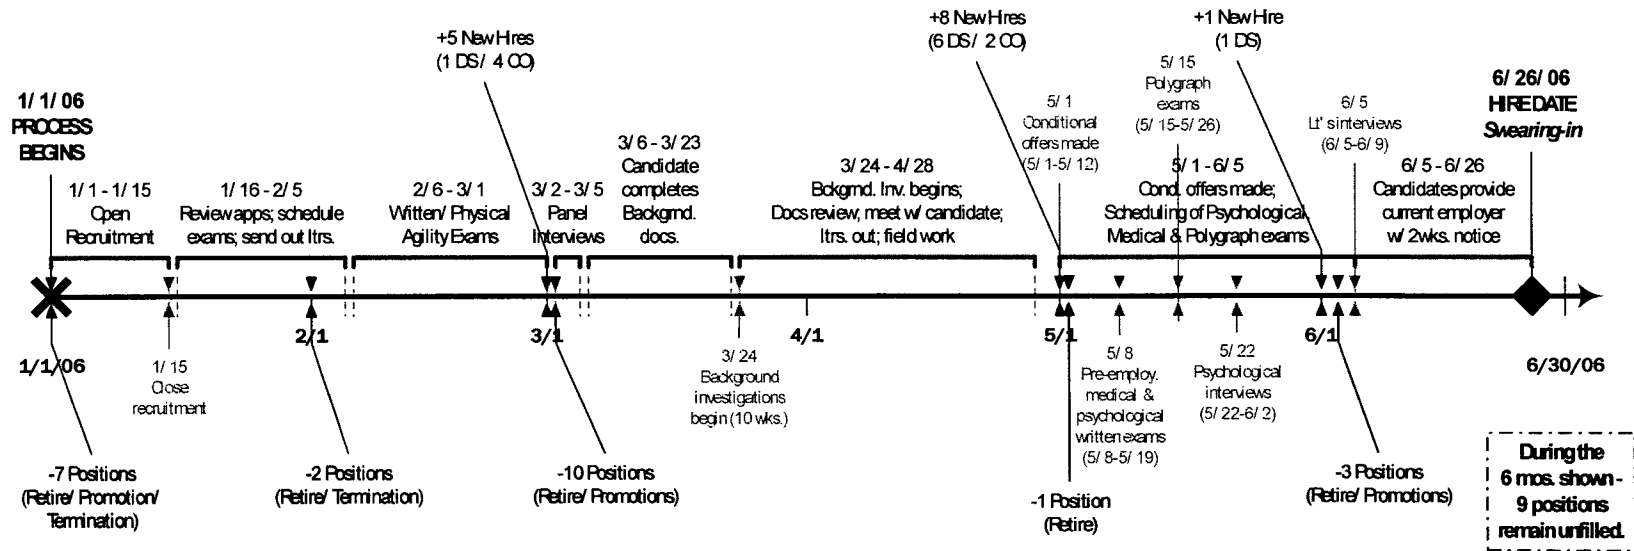 +5 New Hires
(1 DS/ 4 CO)
+8 New Hires
(6 DS/ 2 CO)
+1 New Hire
(1 DS)
1/ 1/ 06
PROCESS
BEGINS
1/ 1 - 1/ 15
Open
Recruitment
1/ 16 - 2/ 5
Review apps; schedule
exams; send out ltrs.
2/ 6 - 3/ 1
Written/ Physical
Agility Exams
3/ 2 - 3/ 5
Panel
Interviews
3/ 6 - 3/ 23
Candidate
completes
Backgrnd.
docs.
3/ 24 - 4/ 28
Bckgrnd. Inv. begins;
Docs review; meet w/ candidate;
ltrs. out; field work
5/ 1
Conditional
offers made
(5/ 1-5/ 12)
5/ 15
Polygraph
exams
(5/ 15-5/ 26)
5/ 1 - 6/ 5
Cond. offers made;
Scheduling of Psychological,
Medical & Polygraph exams
6/ 5
Lt' s interviews
(6/ 5-6/ 9)
6/ 5 - 6/ 26
Candidates provide
current employer
w/ 2wks. notice
6/ 26/ 06
HIRE DATE
Swearing-in
1/1/06
2/1
3/1
4/1
5/1
6/1
6/30/06
1/ 15
Close
recruitment
3/ 24
Background
investigations
begin (10 wks.)
5/ 8
Pre-employ.
medical &
psychological
written exams
(5/ 8-5/ 19)
5/ 22
Psychological
interviews
(5/ 22-6/ 2)
-7 Positions
(Retire/ Promotion/
Termination)
-2 Positions
(Retire/ Termination)
-10 Positions
(Retire/ Promotions)
-1 Position
(Retire)
-3 Positions
(Retire/ Promotions)
During the
6 mos. shown -
9 positions
remain unfilled.